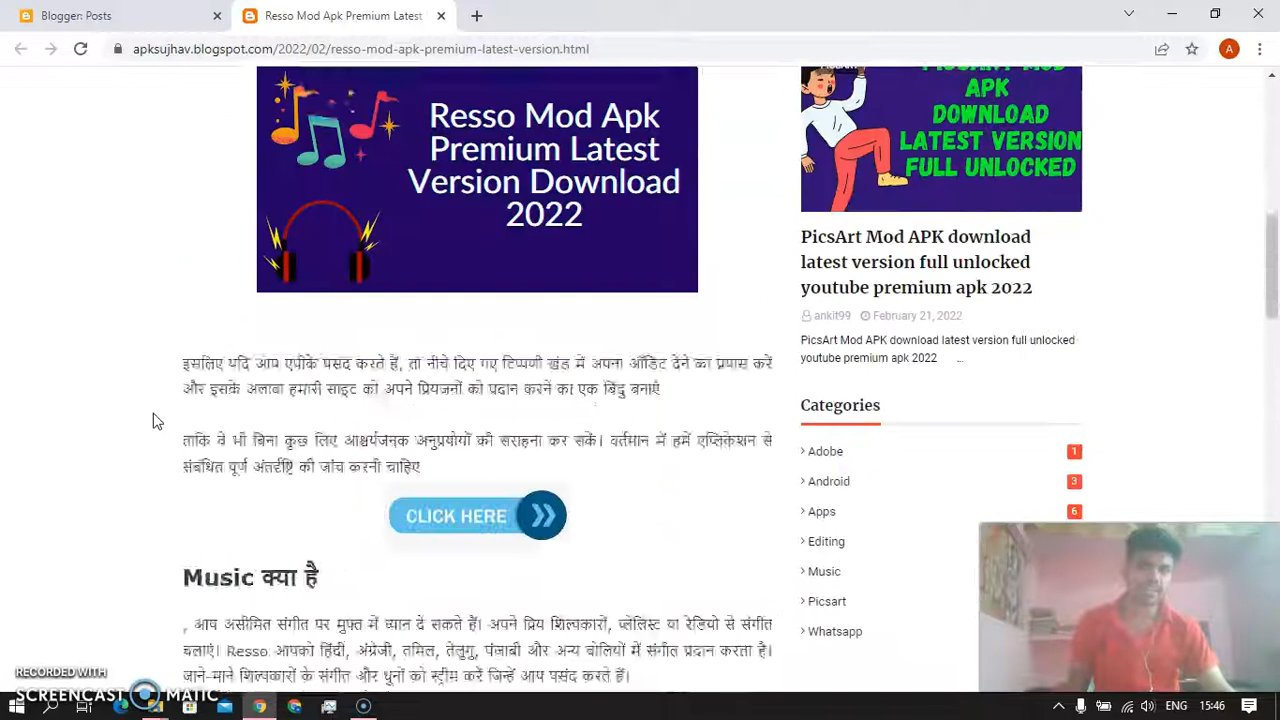 Blogger: Posts
Resso Mod Apk Premium Latest
apksujhav.blogspot.com/2022/02/resso-mod-apk-premium-latest-version.html
A
Resso Mod Apk
Premium Latest
Version Download
2022
इसलिए यदि आप एपीके पसंद करते हैं, तो नीचे दिए गए टिप्पणी खंड में अपना ऑडिट देने का प्रयास करें
और इसके अलावा हमारी साइट को अपने प्रियजनों को प्रदान करने का एक बिंदु बनाएं
ताकि वे भी बिना कुछ लिए आश्चर्यजनक अनुप्रयोगों की सराहना कर सकें। वर्तमान में हमें एप्लिकेशन से
संबंधित पूर्ण अंतर्दृष्टि की जांच करनी चाहिए
CLICK HERE
Music क्या है
, आप असीमित संगीत पर मुफ्त में ध्यान दे सकते हैं। अपने प्रिय शिल्पकारों, प्लेलिस्ट या रेडियो से संगीत
चलाएं। Resso आपको हिंदी, अंग्रेजी, तमिल, तेलुगु, पंजाबी और अन्य बोलियों में संगीत प्रदान करता है।
जाने-माने शिल्पकारों के संगीत और धुनों को स्ट्रीम करें जिन्हें आप पसंद करते हैं।
APK
DOWNLOAD
LATEST VERSION
FULL UNLOCKED
PicsArt Mod APK download
latest version full unlocked
youtube premium apk 2022
ankit99 February 21, 2022
PicsArt Mod APK download latest version full unlocked
youtube premium apk 2022 ...
Categories
Adobe 1
Android 3
Apps 6
Editing
Music
Picsart
Whatsapp
RECORDED WITH
SCREENCAST MATIC
ENG 15:46